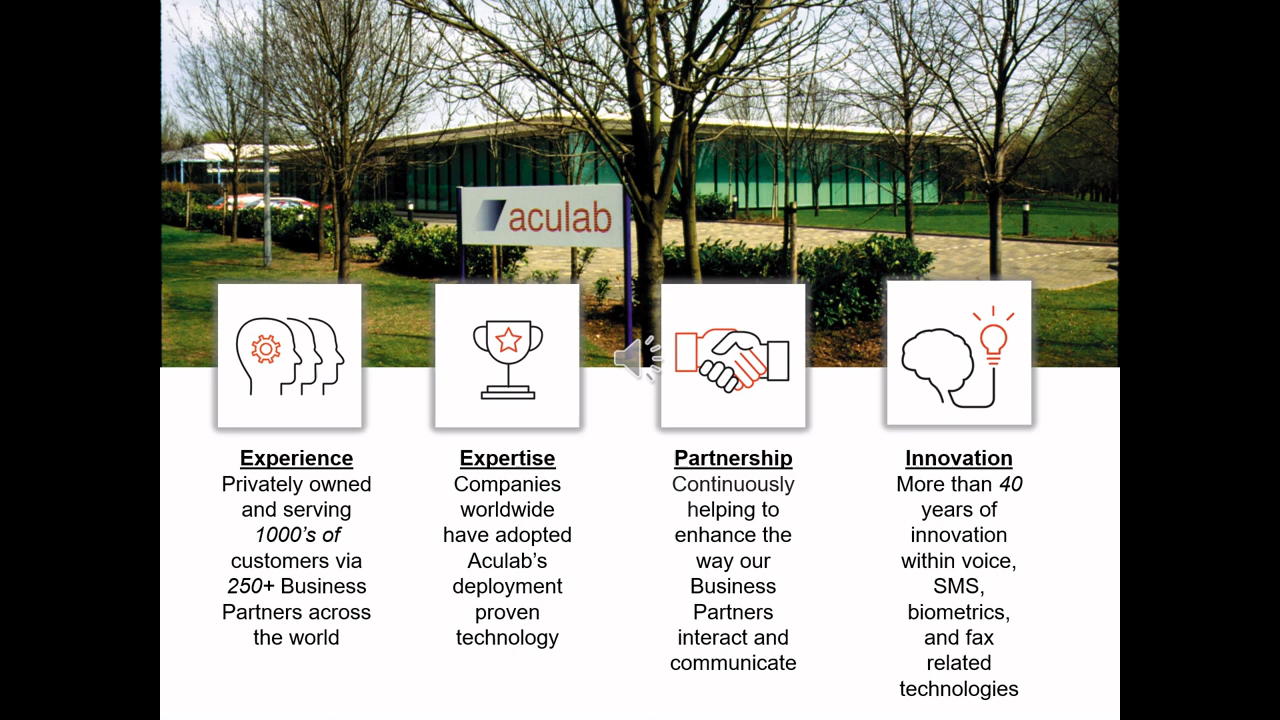 aculab
Experience
Privately owned
and serving
1000's of
customers via
250+ Business
Partners across
the world
Expertise
Companies
worldwide
have adopted
Aculab's
deployment
proven
technology
Partnership
Continuously
helping to
enhance the
way our
Business
Partners
interact and
communicate
Innovation
More than 40
years of
innovation
within voice,
SMS,
biometrics,
and fax
related
technologies